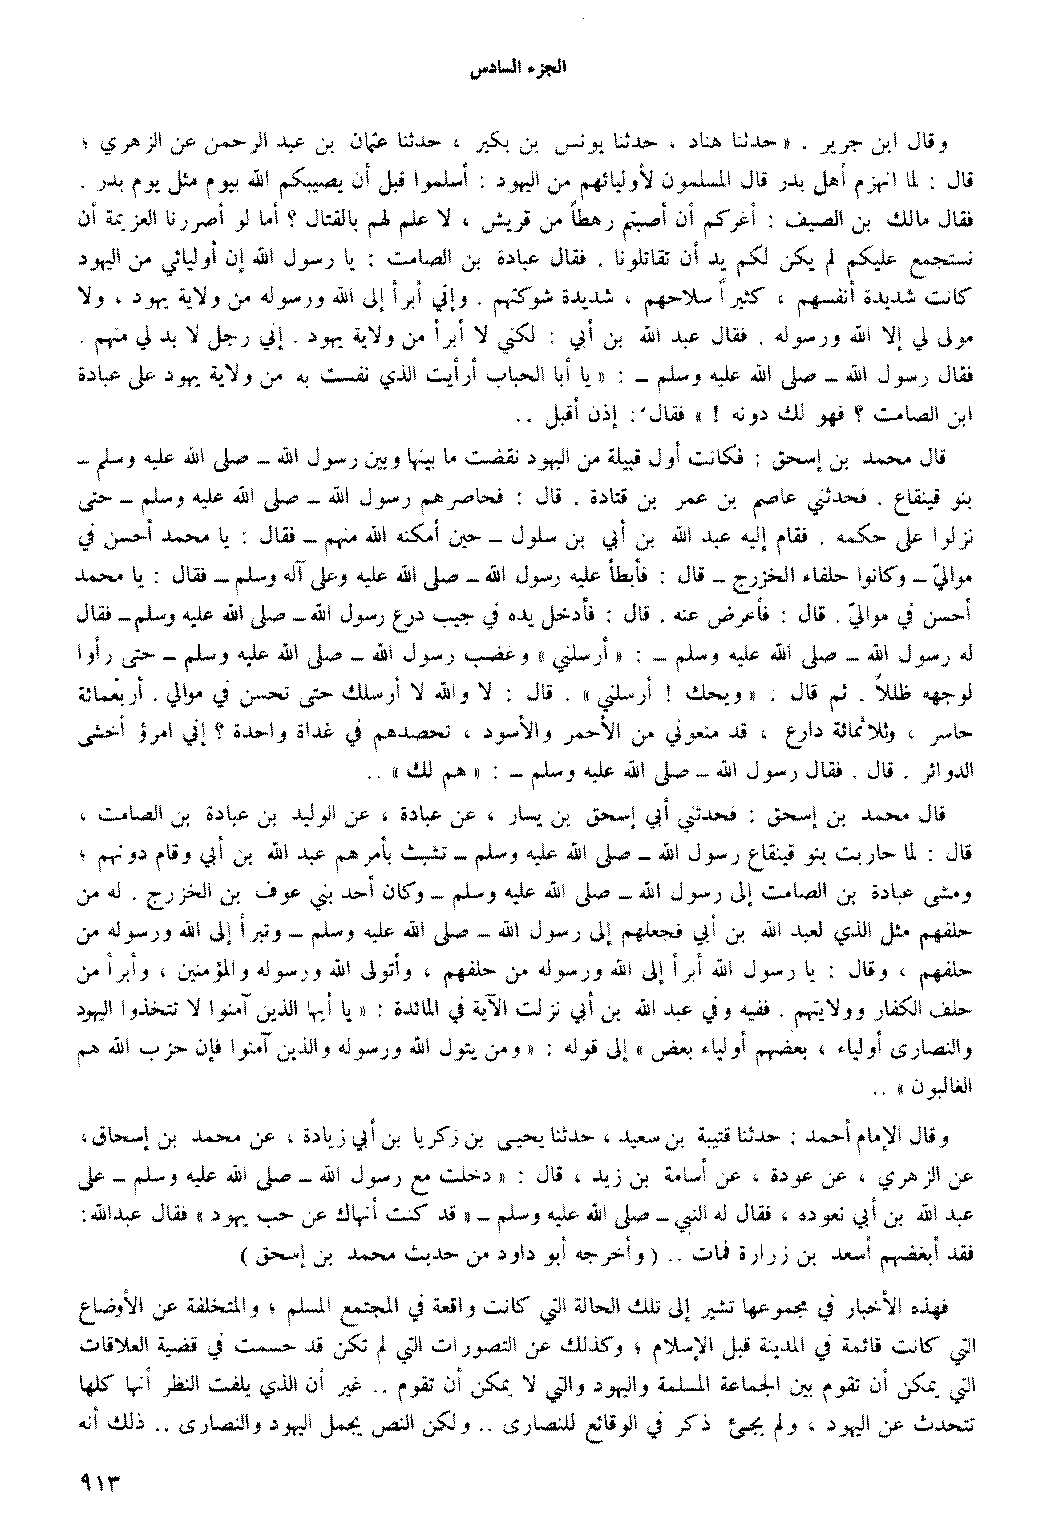 الجزء السادس
وقال ابن جرير . « حدثنا هناد ، حدثنا يونس بن بكير ، حدثنا عثمان بن عبد الرحمن عن الزهري ؛
قال : لما انهزم أهل بدر قال المسلمون لأوليائهم من اليهود : أسلموا قبل أن يصيبكم الله بيوم مثل يوم بدر .
فقال مالك بن الصيف : أغركم أن أصبتم رهطاً من قريش ، لا علم لهم بالقتال ؟ أما لو أصررنا العزيمة أن
نستجمع عليكم لم يكن لكم يد أن تقاتلونا . فقال عبادة بن الصامت : يا رسول الله إن أوليائي من اليهود
كانت شديدة أنفسهم ، كثيراً سلاحهم ، شديدة شوكتهم . وإني أبرأ إلى الله ورسوله من ولاية يهود ، ولا
مولى لي إلا الله ورسوله . فقال عبد الله بن أبي : لكني لا أبرأ من ولاية يهود . إني رجل لا بد لي منهم .
فقال رسول الله – صلى الله عليه وسلم – : « يا أبا الحباب أرأيت الذي نفست به من ولاية يهود على عبادة
ابن الصامت ؟ فهو لك دونه ! » فقال : إذن أقبل ..
قال محمد بن إسحق : فكانت أول قبيلة من اليهود نقضت ما بينها وبين رسول الله – صلى الله عليه وسلم –
بنو قينقاع . فحدثني عاصم بن عمر بن قتادة . قال : فحاصرهم رسول الله – صلى الله عليه وسلم – حتى
نزلوا على حكمه . فقام إليه عبد الله بن أبي بن سلول – حين أمكنه الله منهم – فقال : يا محمد أحسن في
مواليّ – وكانوا حلفاء الخزرج – قال : فأبطأ عليه رسول الله – صلى الله عليه وعلى آله وسلم – فقال : يا محمد
أحسن في مواليّ . قال : فأعرض عنه . قال : فأدخل يده في جيب درع رسول الله – صلى الله عليه وسلم – فقال
له رسول الله – صلى الله عليه وسلم – : « أرسلني » وغضب رسول الله – صلى الله عليه وسلم – حتى رأوا
لوجهه ظللاً . ثم قال . « ويحك ! أرسلني » . قال : لا والله لا أرسلك حتى تحسن في موالي . أربعمائة
حاسر ، وثلاثمائة دارع ، قد منعوني من الأحمر والأسود ، تحصدهم في غداة واحدة ؟ إني امرؤ أخشى
الدوائر . قال . فقال رسول الله – صلى الله عليه وسلم – : « هم لك » ..
قال محمد بن إسحق : فحدثني أبي إسحق بن يسار ، عن عبادة ، عن الوليد بن عبادة بن الصامت ،
قال : لما حاربت بنو قينقاع رسول الله – صلى الله عليه وسلم – تشبث بأمرهم عبد الله بن أبي وقام دونهم ؛
ومشى عبادة بن الصامت إلى رسول الله – صلى الله عليه وسلم – وكان أحد بني عوف بن الخزرج . له من
حلفهم مثل الذي لعبد الله بن أبي فجعلهم إلى رسول الله – صلى الله عليه وسلم – وتبرأ إلى الله ورسوله من
حلفهم ، وقال : يا رسول الله أبرأ إلى الله ورسوله من حلفهم ، وأتولى الله ورسوله والمؤمنين ، وأبرأ من
حلف الكفار وولايتهم . ففيه وفي عبد الله بن أبي نزلت الآية في المائدة : « يا أيها الذين آمنوا لا تتخذوا اليهود
والنصارى أولياء ، بعضهم أولياء بعض » إلى قوله : « ومن يتول الله ورسوله والذين آمنوا فإن حزب الله هم
الغالبون » ..
وقال الإمام أحمد : حدثنا قتيبة بن سعيد ، حدثنا يحيى بن زكريا بن أبي زيادة ، عن محمد بن إسحاق ،
عن الزهري ، عن عودة ، عن أسامة بن زيد ، قال : « دخلت مع رسول الله – صلى الله عليه وسلم – على
عبد الله بن أبي نعوده ، فقال له النبي – صلى الله عليه وسلم – « قد كنت أنهاك عن حب يهود » فقال عبدالله :
فقد أبغضهم أسعد بن زرارة فمات .. ( وأخرجه أبو داود من حديث محمد بن إسحق )
فهذه الأخبار في مجموعها تشير إلى تلك الحالة التي كانت واقعة في المجتمع المسلم ؛ والمتخلفة عن الأوضاع
التي كانت قائمة في المدينة قبل الإسلام ؛ وكذلك عن التصورات التي لم تكن قد حسمت في قضية العلاقات
التي يمكن أن تقوم بين الجماعة المسلمة واليهود والتي لا يمكن أن تقوم .. غير أن الذي يلفت النظر أنها كلها
تتحدث عن اليهود ، ولم يجئ ذكر في الوقائع للنصارى .. ولكن النص يجمل اليهود والنصارى .. ذلك أنه
٩١٣